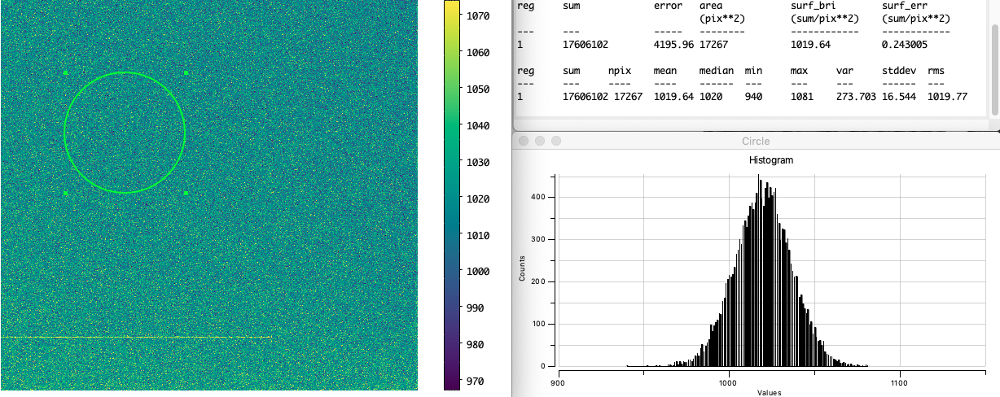 1070
1060
1050
1040
1030
1020
1010
1000
990
980
970
reg sum error area surf_bri surf_err
(pix**2) (sum/pix**2) (sum/pix**2)
--- --- ----- -------- ------------ ------------
1 17606102 4195.96 17267 1019.64 0.243005
reg sum npix mean median min max var stddev rms
--- --- ---- ---- ------ --- --- --- ------ ---
1 17606102 17267 1019.64 1020 940 1081 273.703 16.544 1019.77
Circle
Histogram
Counts
400
300
200
100
0
900 1000 1100
Values